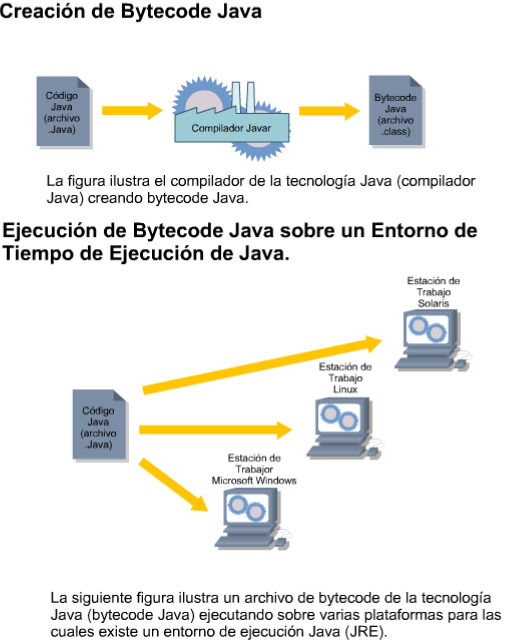 Creación de Bytecode Java
Código
Java
(archivo
.Java)
Compilador Javar
Bytecode
Java
(archivo
.class)
La figura ilustra el compilador de la tecnología Java (compilador
Java) creando bytecode Java.
Ejecución de Bytecode Java sobre un Entorno de
Tiempo de Ejecución de Java.
Estación de
Trabajo
Solaris
Estación de
Trabajo
Linux
Código
Java
(archivo
.Java)
Estación de
Trabajor
Microsoft Windows
La siguiente figura ilustra un archivo de bytecode de la tecnología
Java (bytecode Java) ejecutando sobre varias plataformas para las
cuales existe un entorno de ejecución Java (JRE).